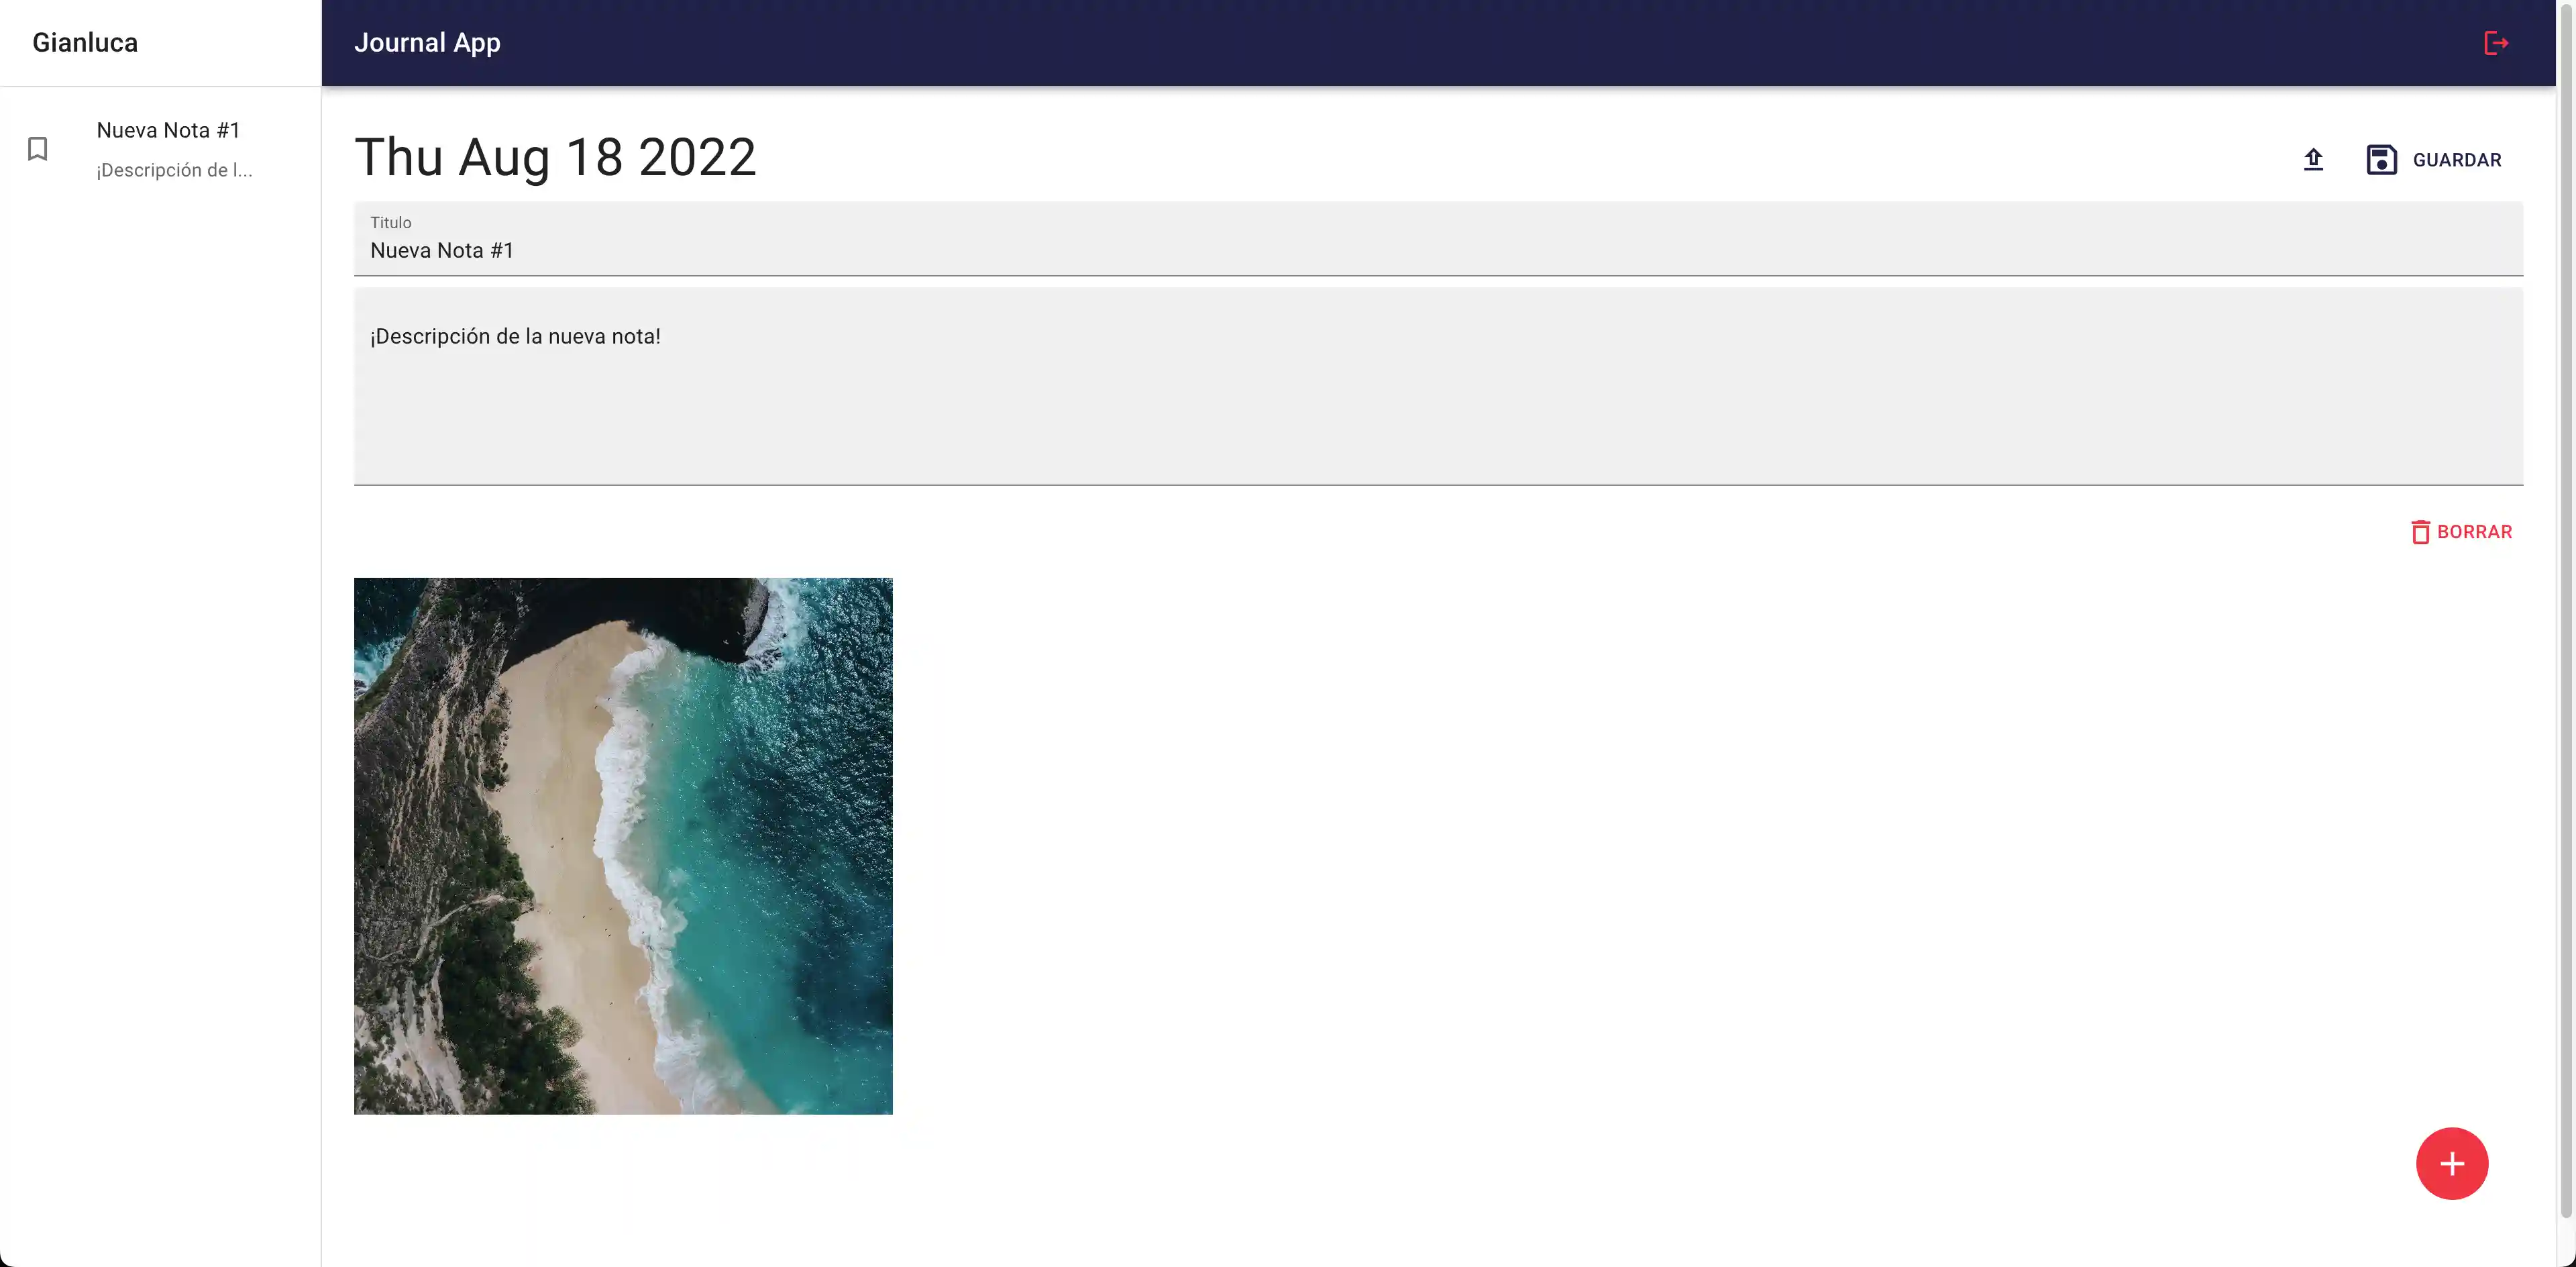 Gianluca
Journal App
Nueva Nota #1
¡Descripción de l...
Thu Aug 18 2022
GUARDAR
Titulo
Nueva Nota #1
¡Descripción de la nueva nota!
BORRAR